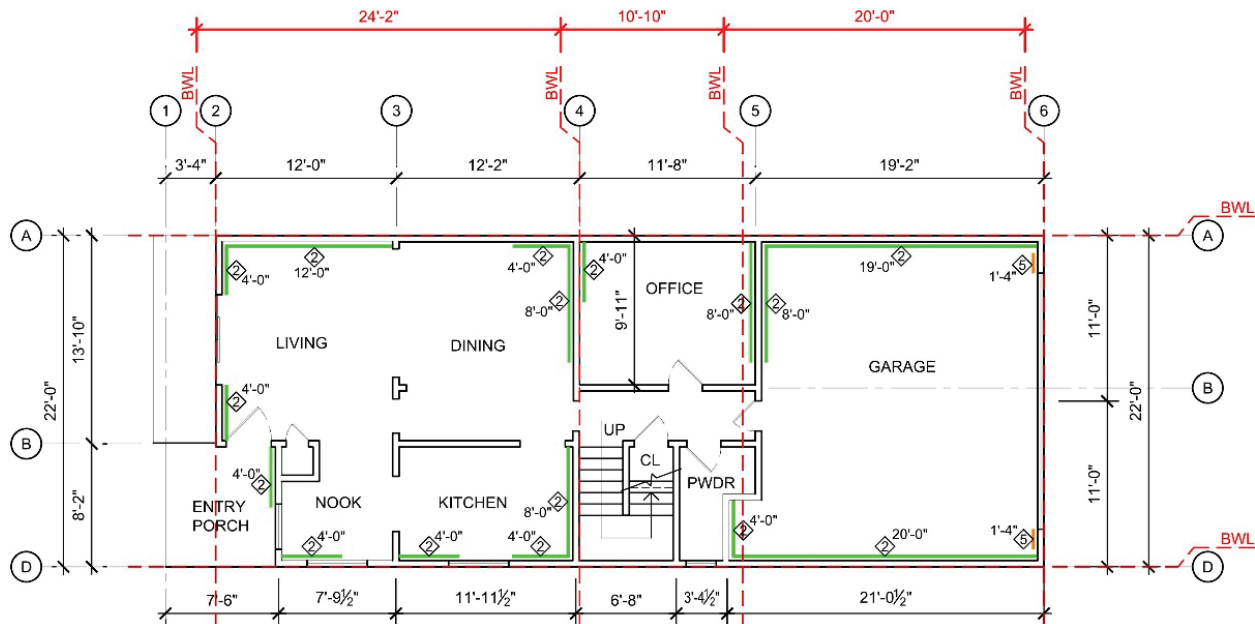 24'-2"
10'-10"
20'-0"
BWL
BWL
BWL
1
2
3
4
5
6
3'-4"
12'-0"
12'-2"
11'-8"
19'-2"
BWL
A
A
2
4'-0"
2
12'-0"
2
4'-0"
2
4'-0"
2
19'-0"
5
1'-4"
OFFICE
2
8'-0"
9'-11"
2
8'-0"
2
8'-0"
11'-0"
13'-10"
LIVING
DINING
GARAGE
22'-0"
22'-0"
B
2
4'-0"
UP
B
CL
PWDR
2
4'-0"
ENTRY
PORCH
NOOK
KITCHEN
2
8'-0"
8'-2"
11'-0"
2
4'-0"
2
4'-0"
2
4'-0"
2
4'-0"
2
20'-0"
5
1'-4"
BWL
D
D
7'-6"
7'-9½"
11'-11½"
6'-8"
3'-4½"
21'-0½"